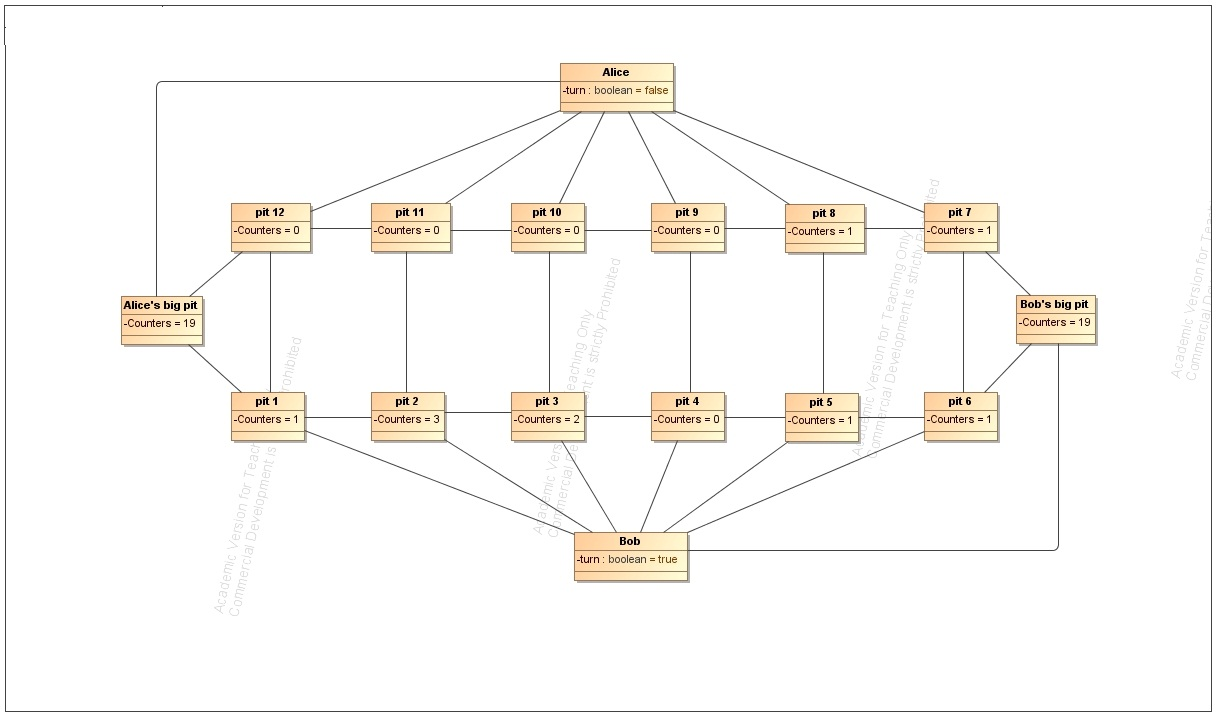 Alice
-turn : boolean = false
pit 12
-Counters = 0
pit 11
-Counters = 0
pit 10
-Counters = 0
pit 9
-Counters = 0
pit 8
-Counters = 1
pit 7
-Counters = 1
Alice's big pit
-Counters = 19
Bob's big pit
-Counters = 19
pit 1
-Counters = 1
pit 2
-Counters = 3
pit 3
-Counters = 2
pit 4
-Counters = 0
pit 5
-Counters = 1
pit 6
-Counters = 1
Bob
-turn : boolean = true
Academic Version for Teaching Only
Commercial Development is strictly Prohibited